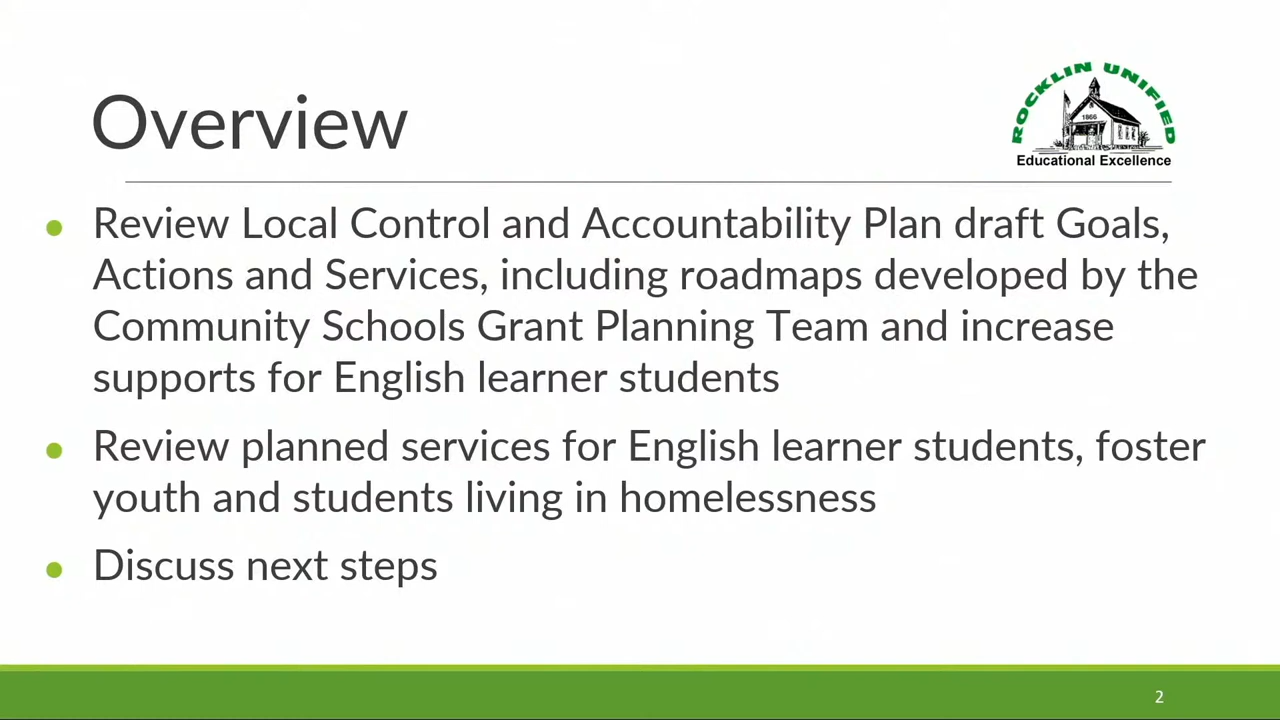 ROCKLIN UNIFIED
1866
Educational Excellence
Overview
Review Local Control and Accountability Plan draft Goals,
Actions and Services, including roadmaps developed by the
Community Schools Grant Planning Team and increase
supports for English learner students
Review planned services for English learner students, foster
youth and students living in homelessness
Discuss next steps
2